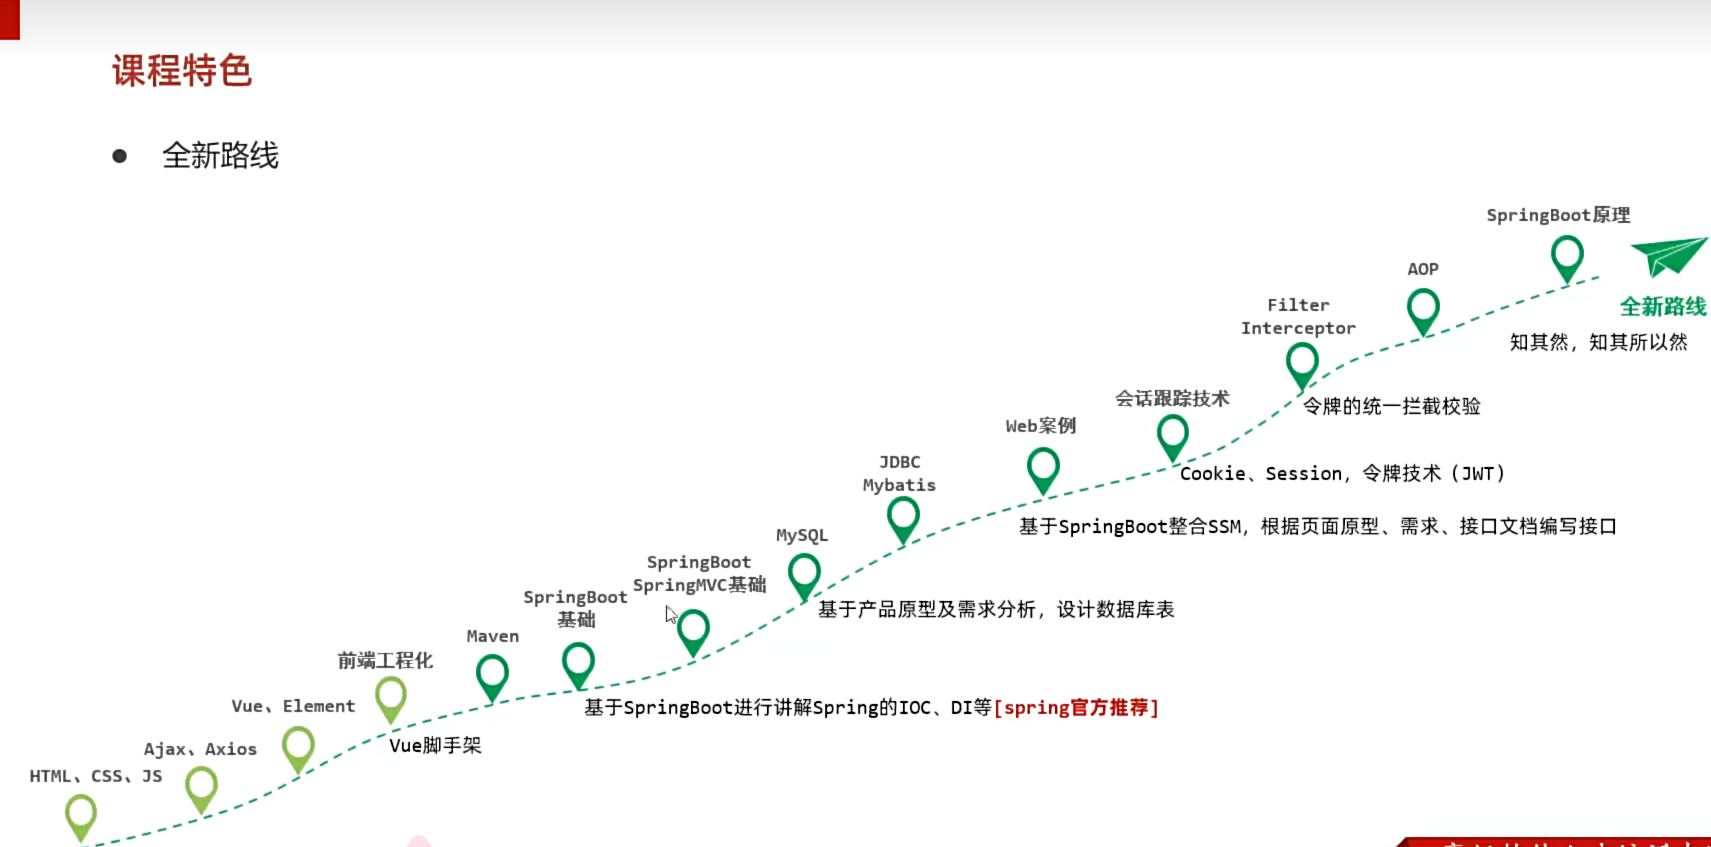 课程特色
全新路线
HTML、CSS、JS
Ajax、Axios
Vue、Element
前端工程化
Vue脚手架
Maven
SpringBoot
基础
基于SpringBoot进行讲解Spring的IOC、DI等[spring官方推荐]
SpringBoot
SpringMVC基础
MySQL
基于产品原型及需求分析，设计数据库表
JDBC
Mybatis
Web案例
基于SpringBoot整合SSM，根据页面原型、需求、接口文档编写接口
会话跟踪技术
Cookie、Session，令牌技术（JWT）
Filter
Interceptor
令牌的统一拦截校验
AOP
SpringBoot原理
知其然，知其所以然
全新路线